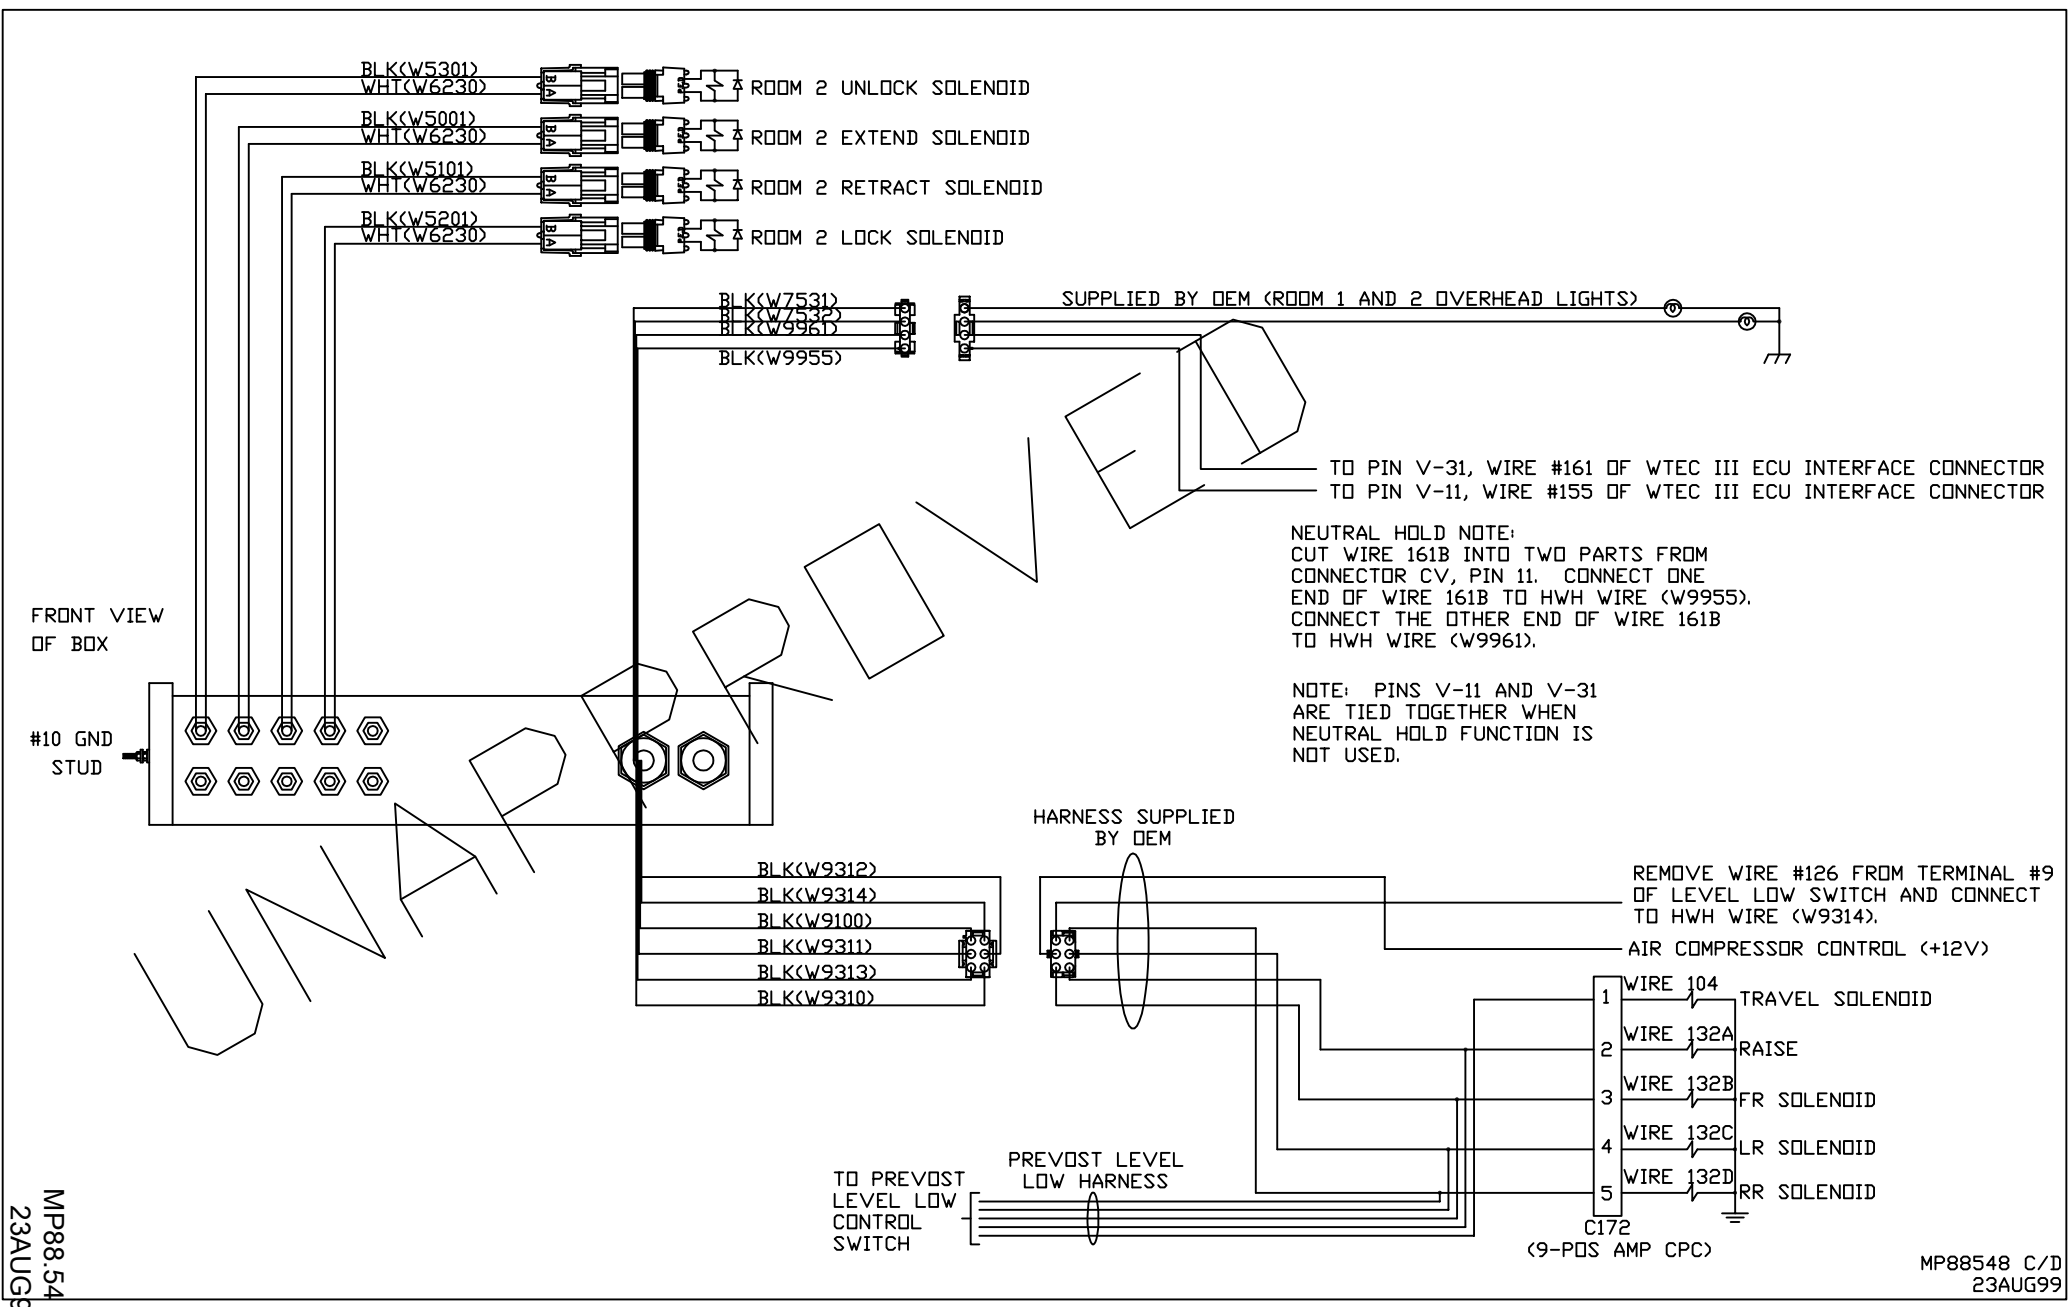 BLK(W5301)
WHT(W6230)
B A
ROOM 2 UNLOCK SOLENOID
BLK(W5001)
WHT(W6230)
B A
ROOM 2 EXTEND SOLENOID
BLK(W5101)
WHT(W6230)
B A
ROOM 2 RETRACT SOLENOID
BLK(W5201)
WHT(W6230)
B A
ROOM 2 LOCK SOLENOID
BLK(W7531)
BLK(W7532)
BLK(W9961)
BLK(W9955)
SUPPLIED BY OEM (ROOM 1 AND 2 OVERHEAD LIGHTS)
TO PIN V-31, WIRE #161 OF WTEC III ECU INTERFACE CONNECTOR
TO PIN V-11, WIRE #155 OF WTEC III ECU INTERFACE CONNECTOR
NEUTRAL HOLD NOTE:
CUT WIRE 161B INTO TWO PARTS FROM
CONNECTOR CV, PIN 11. CONNECT ONE
END OF WIRE 161B TO HWH WIRE (W9955).
CONNECT THE OTHER END OF WIRE 161B
TO HWH WIRE (W9961).
NOTE: PINS V-11 AND V-31
ARE TIED TOGETHER WHEN
NEUTRAL HOLD FUNCTION IS
NOT USED.
FRONT VIEW
OF BOX
#10 GND
STUD
UNAPPROVED
HARNESS SUPPLIED
BY OEM
BLK(W9312)
BLK(W9314)
BLK(W9100)
BLK(W9311)
BLK(W9313)
BLK(W9310)
REMOVE WIRE #126 FROM TERMINAL #9
OF LEVEL LOW SWITCH AND CONNECT
TO HWH WIRE (W9314).
AIR COMPRESSOR CONTROL (+12V)
1 WIRE 104 TRAVEL SOLENOID
2 WIRE 132A RAISE
3 WIRE 132B FR SOLENOID
4 WIRE 132C LR SOLENOID
5 WIRE 132D RR SOLENOID
C172
(9-POS AMP CPC)
PREVOST LEVEL
LOW HARNESS
TO PREVOST
LEVEL LOW
CONTROL
SWITCH
MP88548 C/D
23AUG99
MP88.54
23AUG9